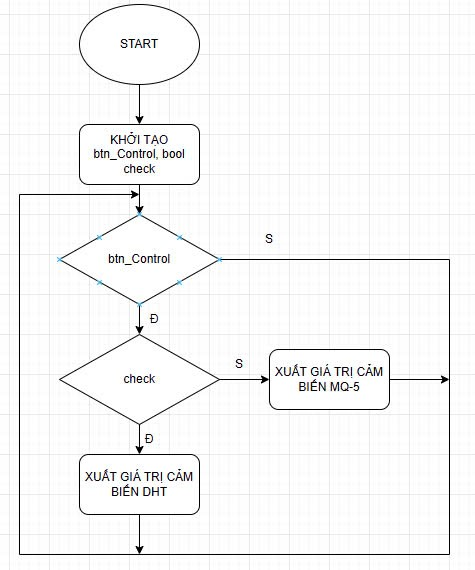 START
KHỞI TẠO
btn_Control, bool
check
S
btn_Control
Đ
check
S
XUẤT GIÁ TRỊ CẢM
BIẾN MQ-5
Đ
XUẤT GIÁ TRỊ CẢM
BIẾN DHT